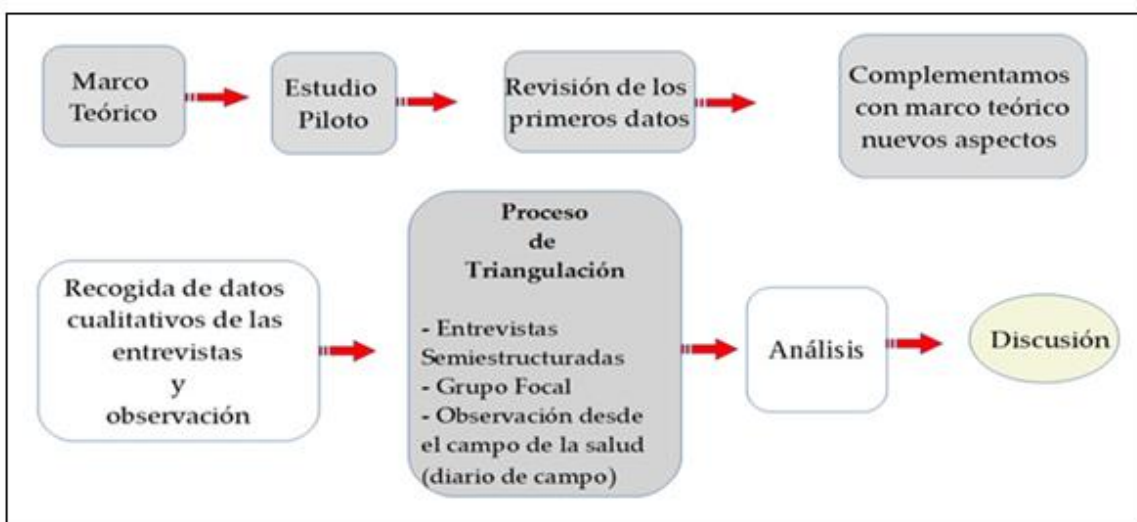 Marco
Teórico
Estudio
Piloto
Revisión de los
primeros datos
Complementamos
con marco teórico
nuevos aspectos
Recogida de datos
cualitativos de las
entrevistas
y
observación
Proceso
de
Triangulación
- Entrevistas
Semiestructuradas
- Grupo Focal
- Observación desde
el campo de la salud
(diario de campo)
Análisis
Discusión